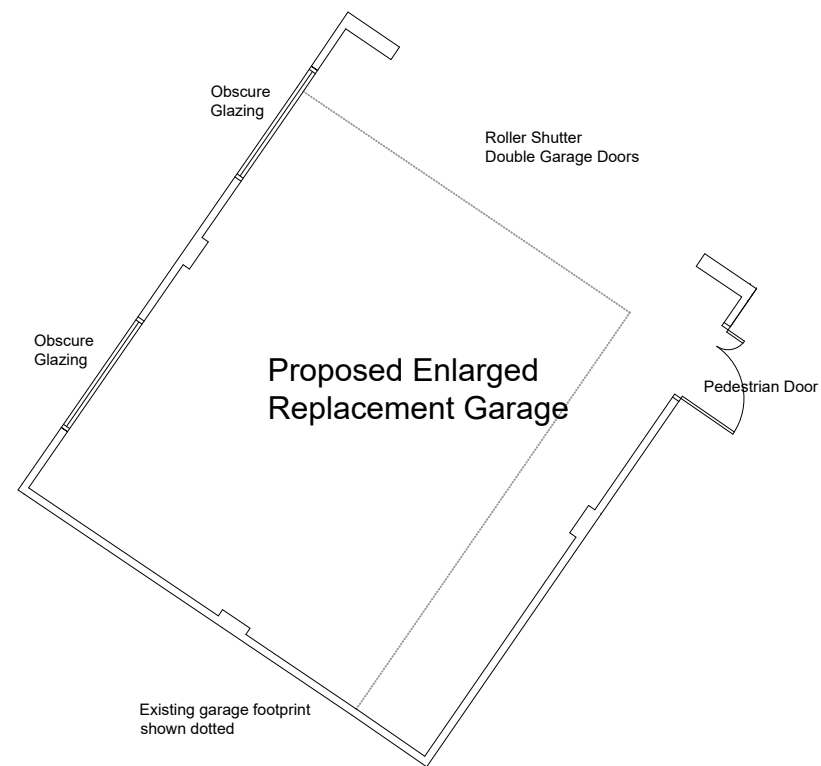 Obscure
Glazing
Roller Shutter
Double Garage Doors
Obscure
Glazing
Proposed Enlarged
Replacement Garage
Pedestrian Door
Existing garage footprint
shown dotted